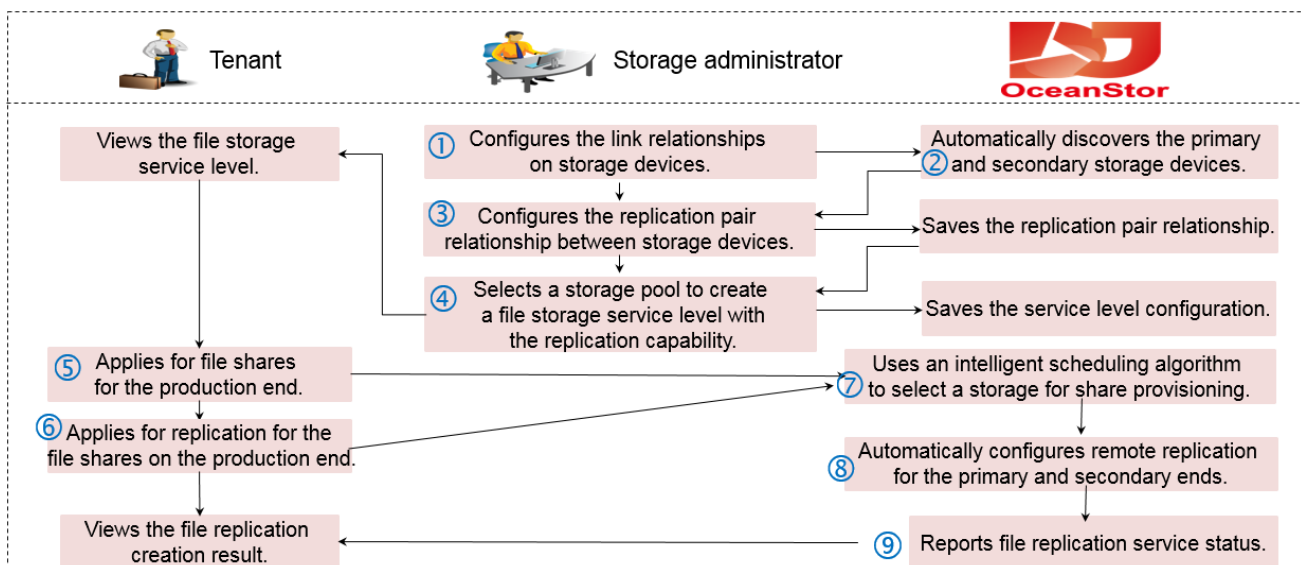 Tenant
Storage administrator
OceanStor
Views the file storage
service level.
① Configures the link relationships
on storage devices.
Automatically discovers the primary
② and secondary storage devices.
③ Configures the replication pair
relationship between storage devices.
Saves the replication pair relationship.
④ Selects a storage pool to create
a file storage service level with
the replication capability.
Saves the service level configuration.
⑤ Applies for file shares
for the production end.
Uses an intelligent scheduling algorithm
⑦ to select a storage for share provisioning.
⑥ Applies for replication for the
file shares on the production end.
Automatically configures remote replication
⑧ for the primary and secondary ends.
Views the file replication
creation result.
⑨ Reports file replication service status.